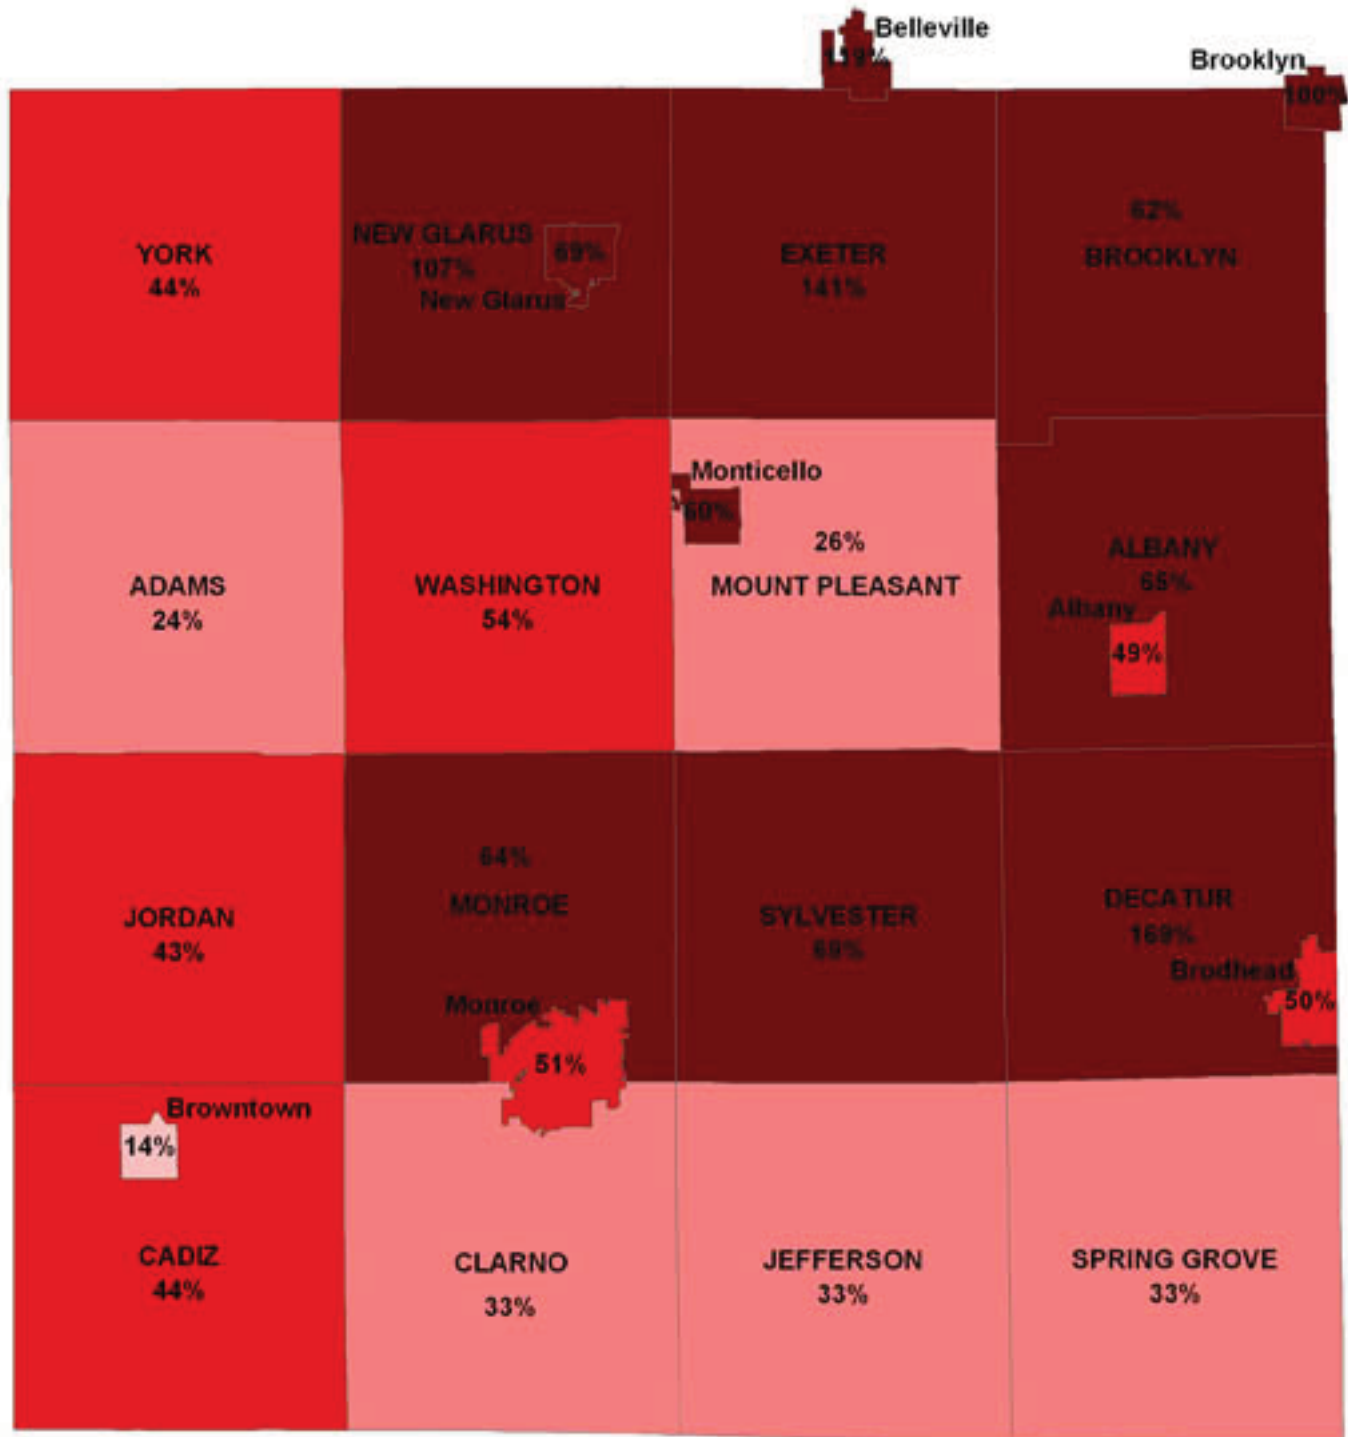 Belleville
119%
Brooklyn
100%
YORK
44%
NEW GLARUS
107%
69%
New Glarus
EXETER
141%
62%
BROOKLYN
ADAMS
24%
WASHINGTON
54%
Monticello
60%
26%
MOUNT PLEASANT
ALBANY
65%
Albany
49%
JORDAN
43%
64%
MONROE
Monroe
51%
SYLVESTER
69%
DECATUR
169%
Brodhead
50%
Browntown
14%
CADIZ
44%
CLARNO
33%
JEFFERSON
33%
SPRING GROVE
33%